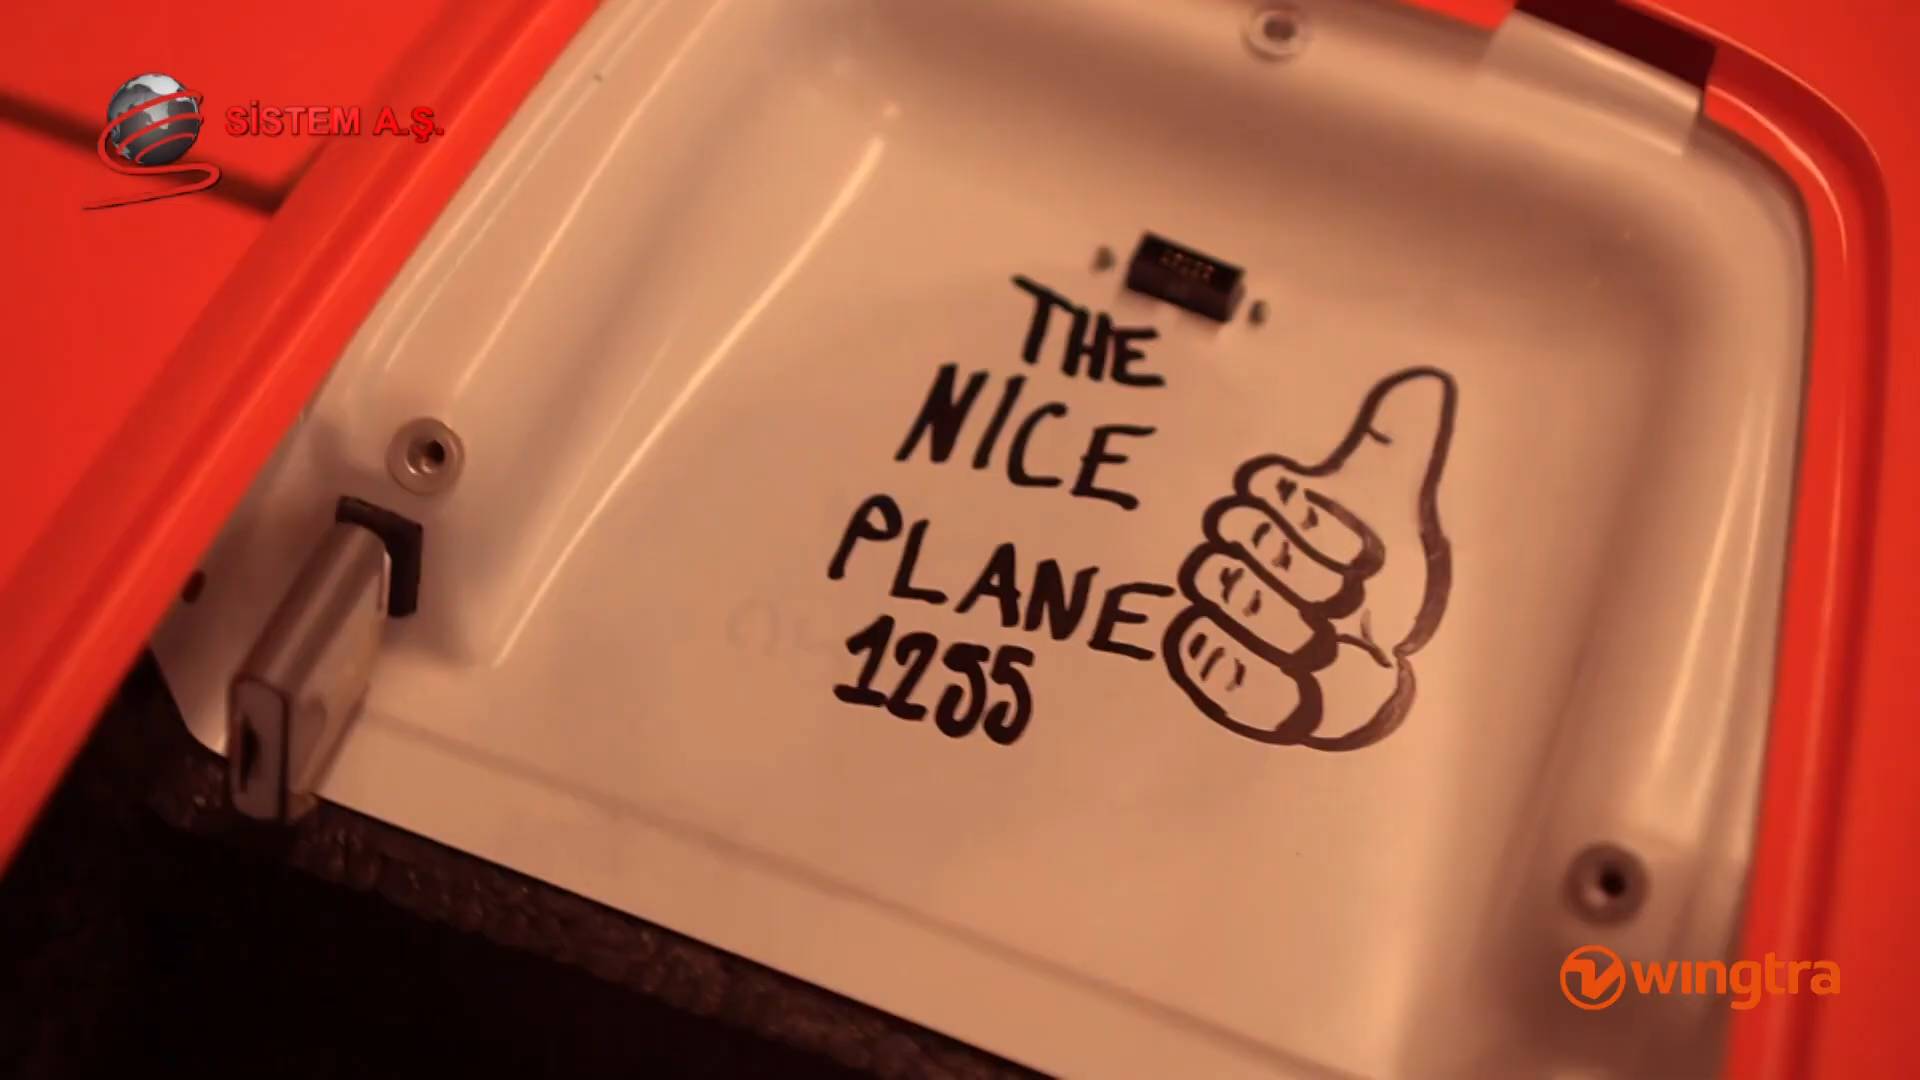 SİSTEM A.Ş.
THE
NICE
PLANE
1255
wingtra